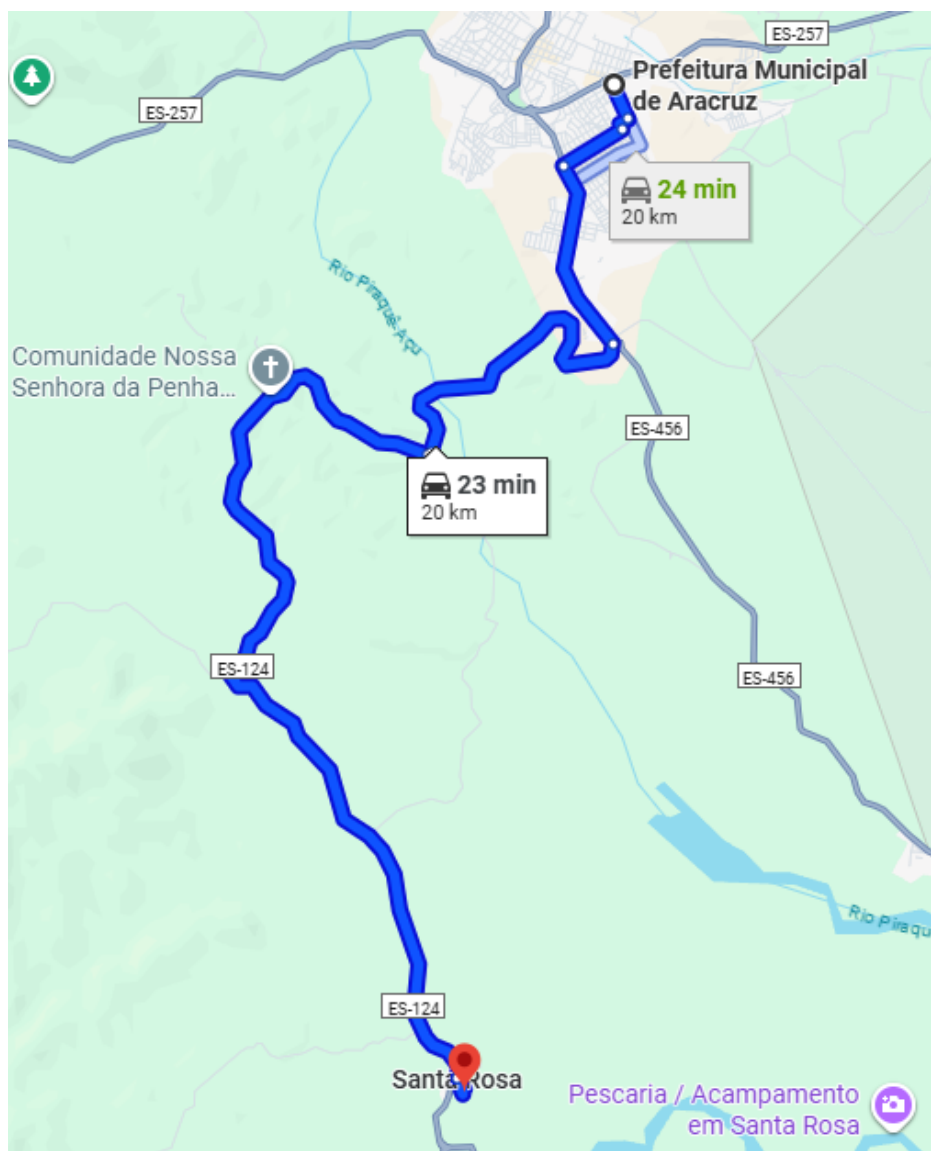 ES-257
Prefeitura Municipal
de Aracruz
ES-257
24 min
20 km
Rio Piraquê-Açu
Comunidade Nossa
Senhora da Penha...
ES-456
23 min
20 km
ES-124
ES-456
Rio Piraqu
ES-124
Santa Rosa
Pescaria / Acampamento
em Santa Rosa